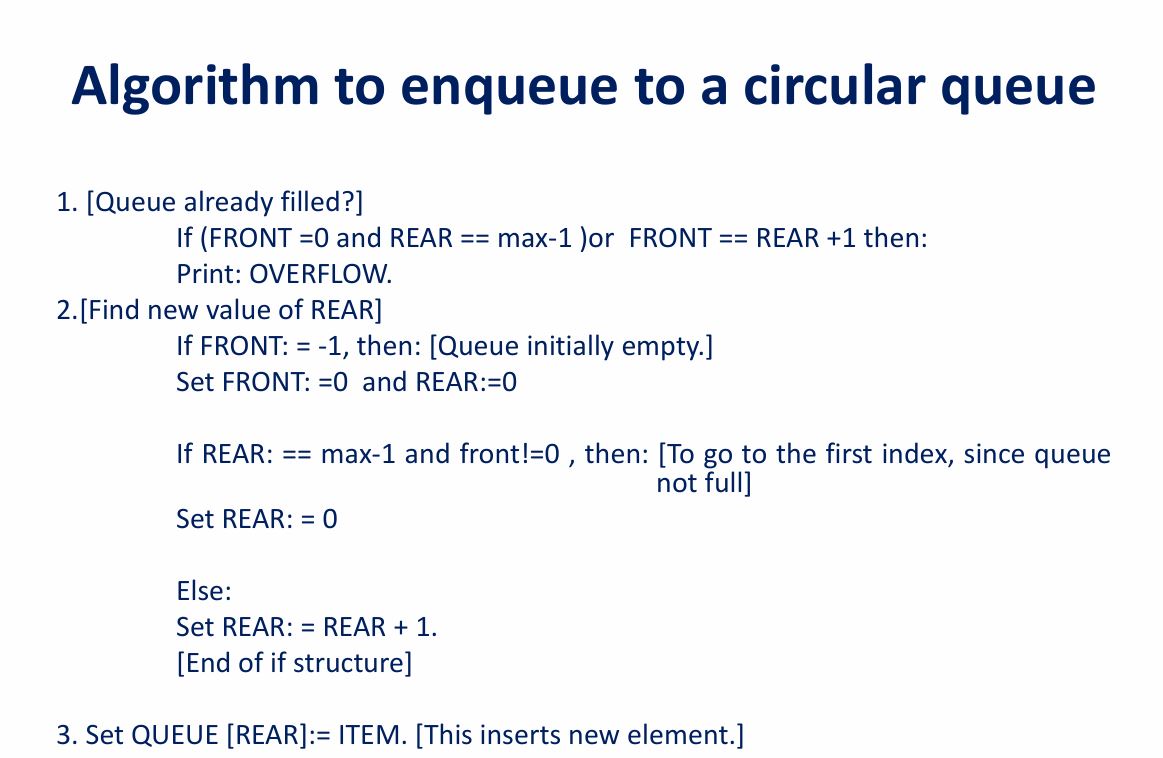 Algorithm to enqueue to a circular queue
1. [Queue already filled?]
If (FRONT =0 and REAR == max-1 )or FRONT == REAR +1 then:
Print: OVERFLOW.
2.[Find new value of REAR]
If FRONT: = -1, then: [Queue initially empty.]
Set FRONT: =0 and REAR:=0
If REAR: == max-1 and front!=0 , then: [To go to the first index, since queue
not full]
Set REAR: = 0
Else:
Set REAR: = REAR + 1.
[End of if structure]
3. Set QUEUE [REAR]:= ITEM. [This inserts new element.]